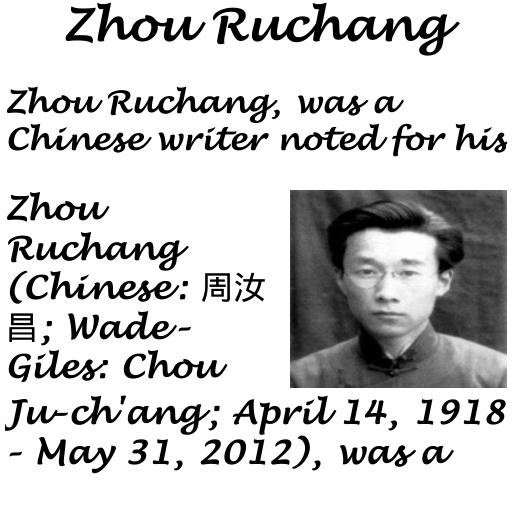 Zhou Ruchang
Zhou Ruchang, was a
Chinese writer noted for his
Zhou
Ruchang
(Chinese: 周汝
昌; Wade–
Giles: Chou
Ju-ch'ang; April 14, 1918
– May 31, 2012), was a